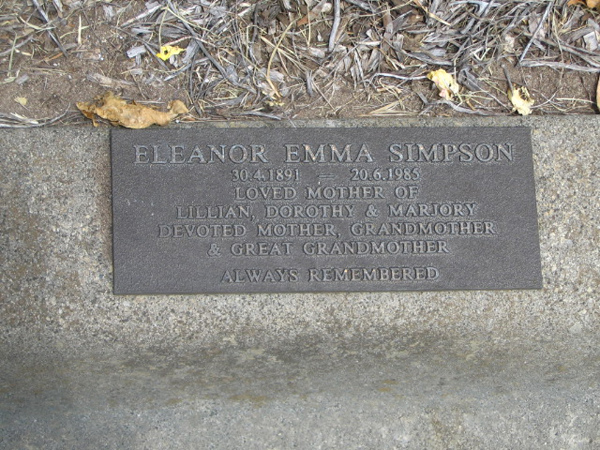 ELEANOR EMMA SIMPSON
30.4.1891 — 20.6.1985
LOVED MOTHER OF
LILLIAN, DOROTHY & MARJORY
DEVOTED MOTHER, GRANDMOTHER
& GREAT GRANDMOTHER
ALWAYS REMEMBERED